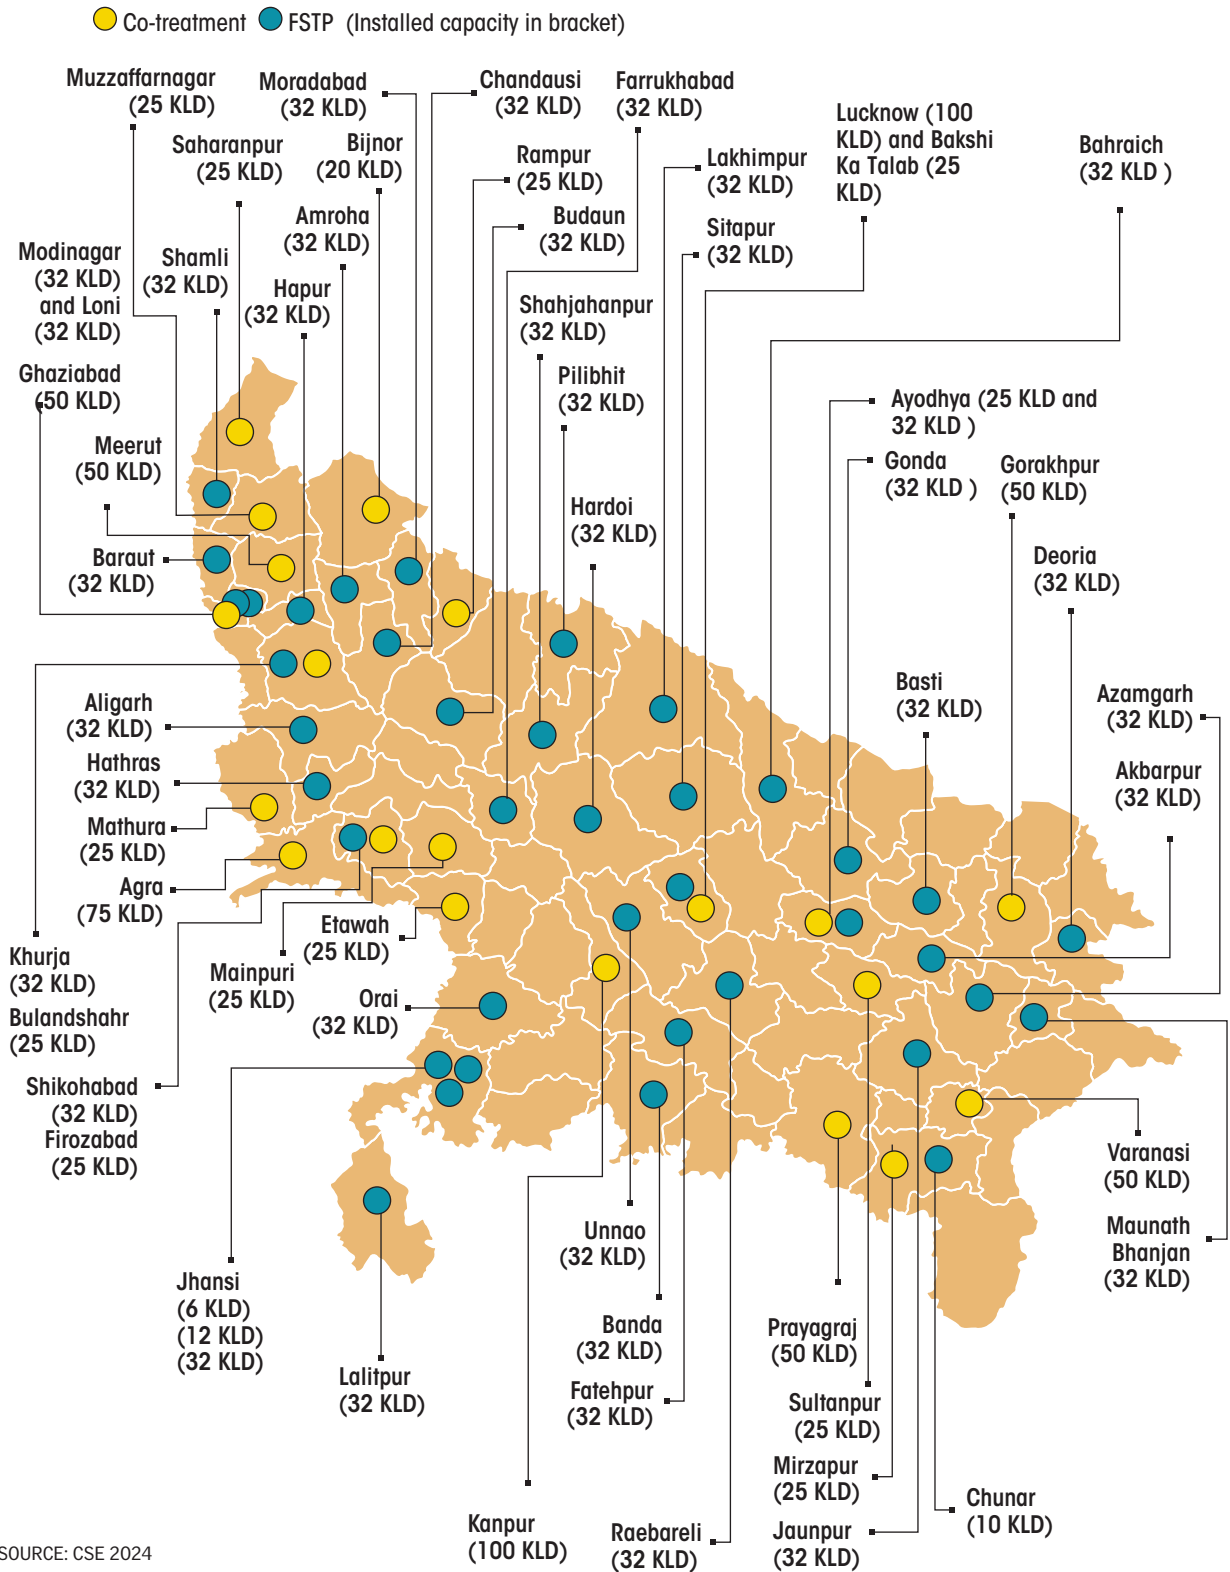 Co-treatment FSTP (Installed capacity in bracket)
Muzzaffarnagar
(25 KLD)
Moradabad
(32 KLD)
Chandausi
(32 KLD)
Farrukhabad
(32 KLD)
Lucknow (100
KLD) and Bakshi
Ka Talab (25
KLD)
Bahraich
(32 KLD )
Saharanpur
(25 KLD)
Bijnor
(20 KLD)
Rampur
(25 KLD)
Lakhimpur
(32 KLD)
Amroha
(32 KLD)
Budaun
(32 KLD)
Sitapur
(32 KLD)
Modinagar
(32 KLD)
and Loni
(32 KLD)
Shamli
(32 KLD)
Hapur
(32 KLD)
Shahjahanpur
(32 KLD)
Ghaziabad
(50 KLD)
Pilibhit
(32 KLD)
Ayodhya (25 KLD and
32 KLD )
Meerut
(50 KLD)
Gonda
(32 KLD )
Gorakhpur
(50 KLD)
Hardoi
(32 KLD)
Baraut
(32 KLD)
Deoria
(32 KLD)
Aligarh
(32 KLD)
Basti
(32 KLD)
Azamgarh
(32 KLD)
Hathras
(32 KLD)
Akbarpur
(32 KLD)
Mathura
(25 KLD)
Agra
(75 KLD)
Etawah
(25 KLD)
Khurja
(32 KLD)
Bulandshahr
(25 KLD)
Mainpuri
(25 KLD)
Orai
(32 KLD)
Shikohabad
(32 KLD)
Firozabad
(25 KLD)
Varanasi
(50 KLD)
Maunath
Bhanjan
(32 KLD)
Unnao
(32 KLD)
Jhansi
(6 KLD)
(12 KLD)
(32 KLD)
Banda
(32 KLD)
Prayagraj
(50 KLD)
Lalitpur
(32 KLD)
Fatehpur
(32 KLD)
Sultanpur
(25 KLD)
Mirzapur
(25 KLD)
Chunar
(10 KLD)
Kanpur
(100 KLD)
Raebareli
(32 KLD)
Jaunpur
(32 KLD)
SOURCE: CSE 2024